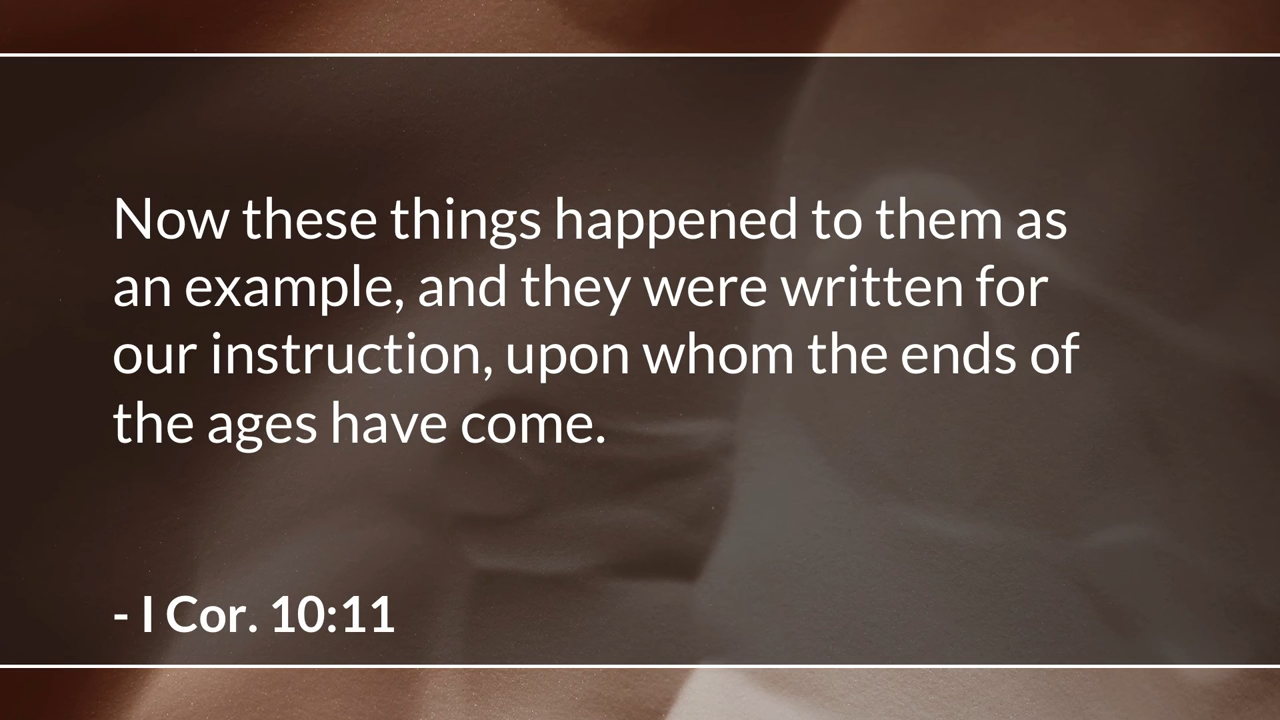 Now these things happened to them as
an example, and they were written for
our instruction, upon whom the ends of
the ages have come.
- I Cor. 10:11